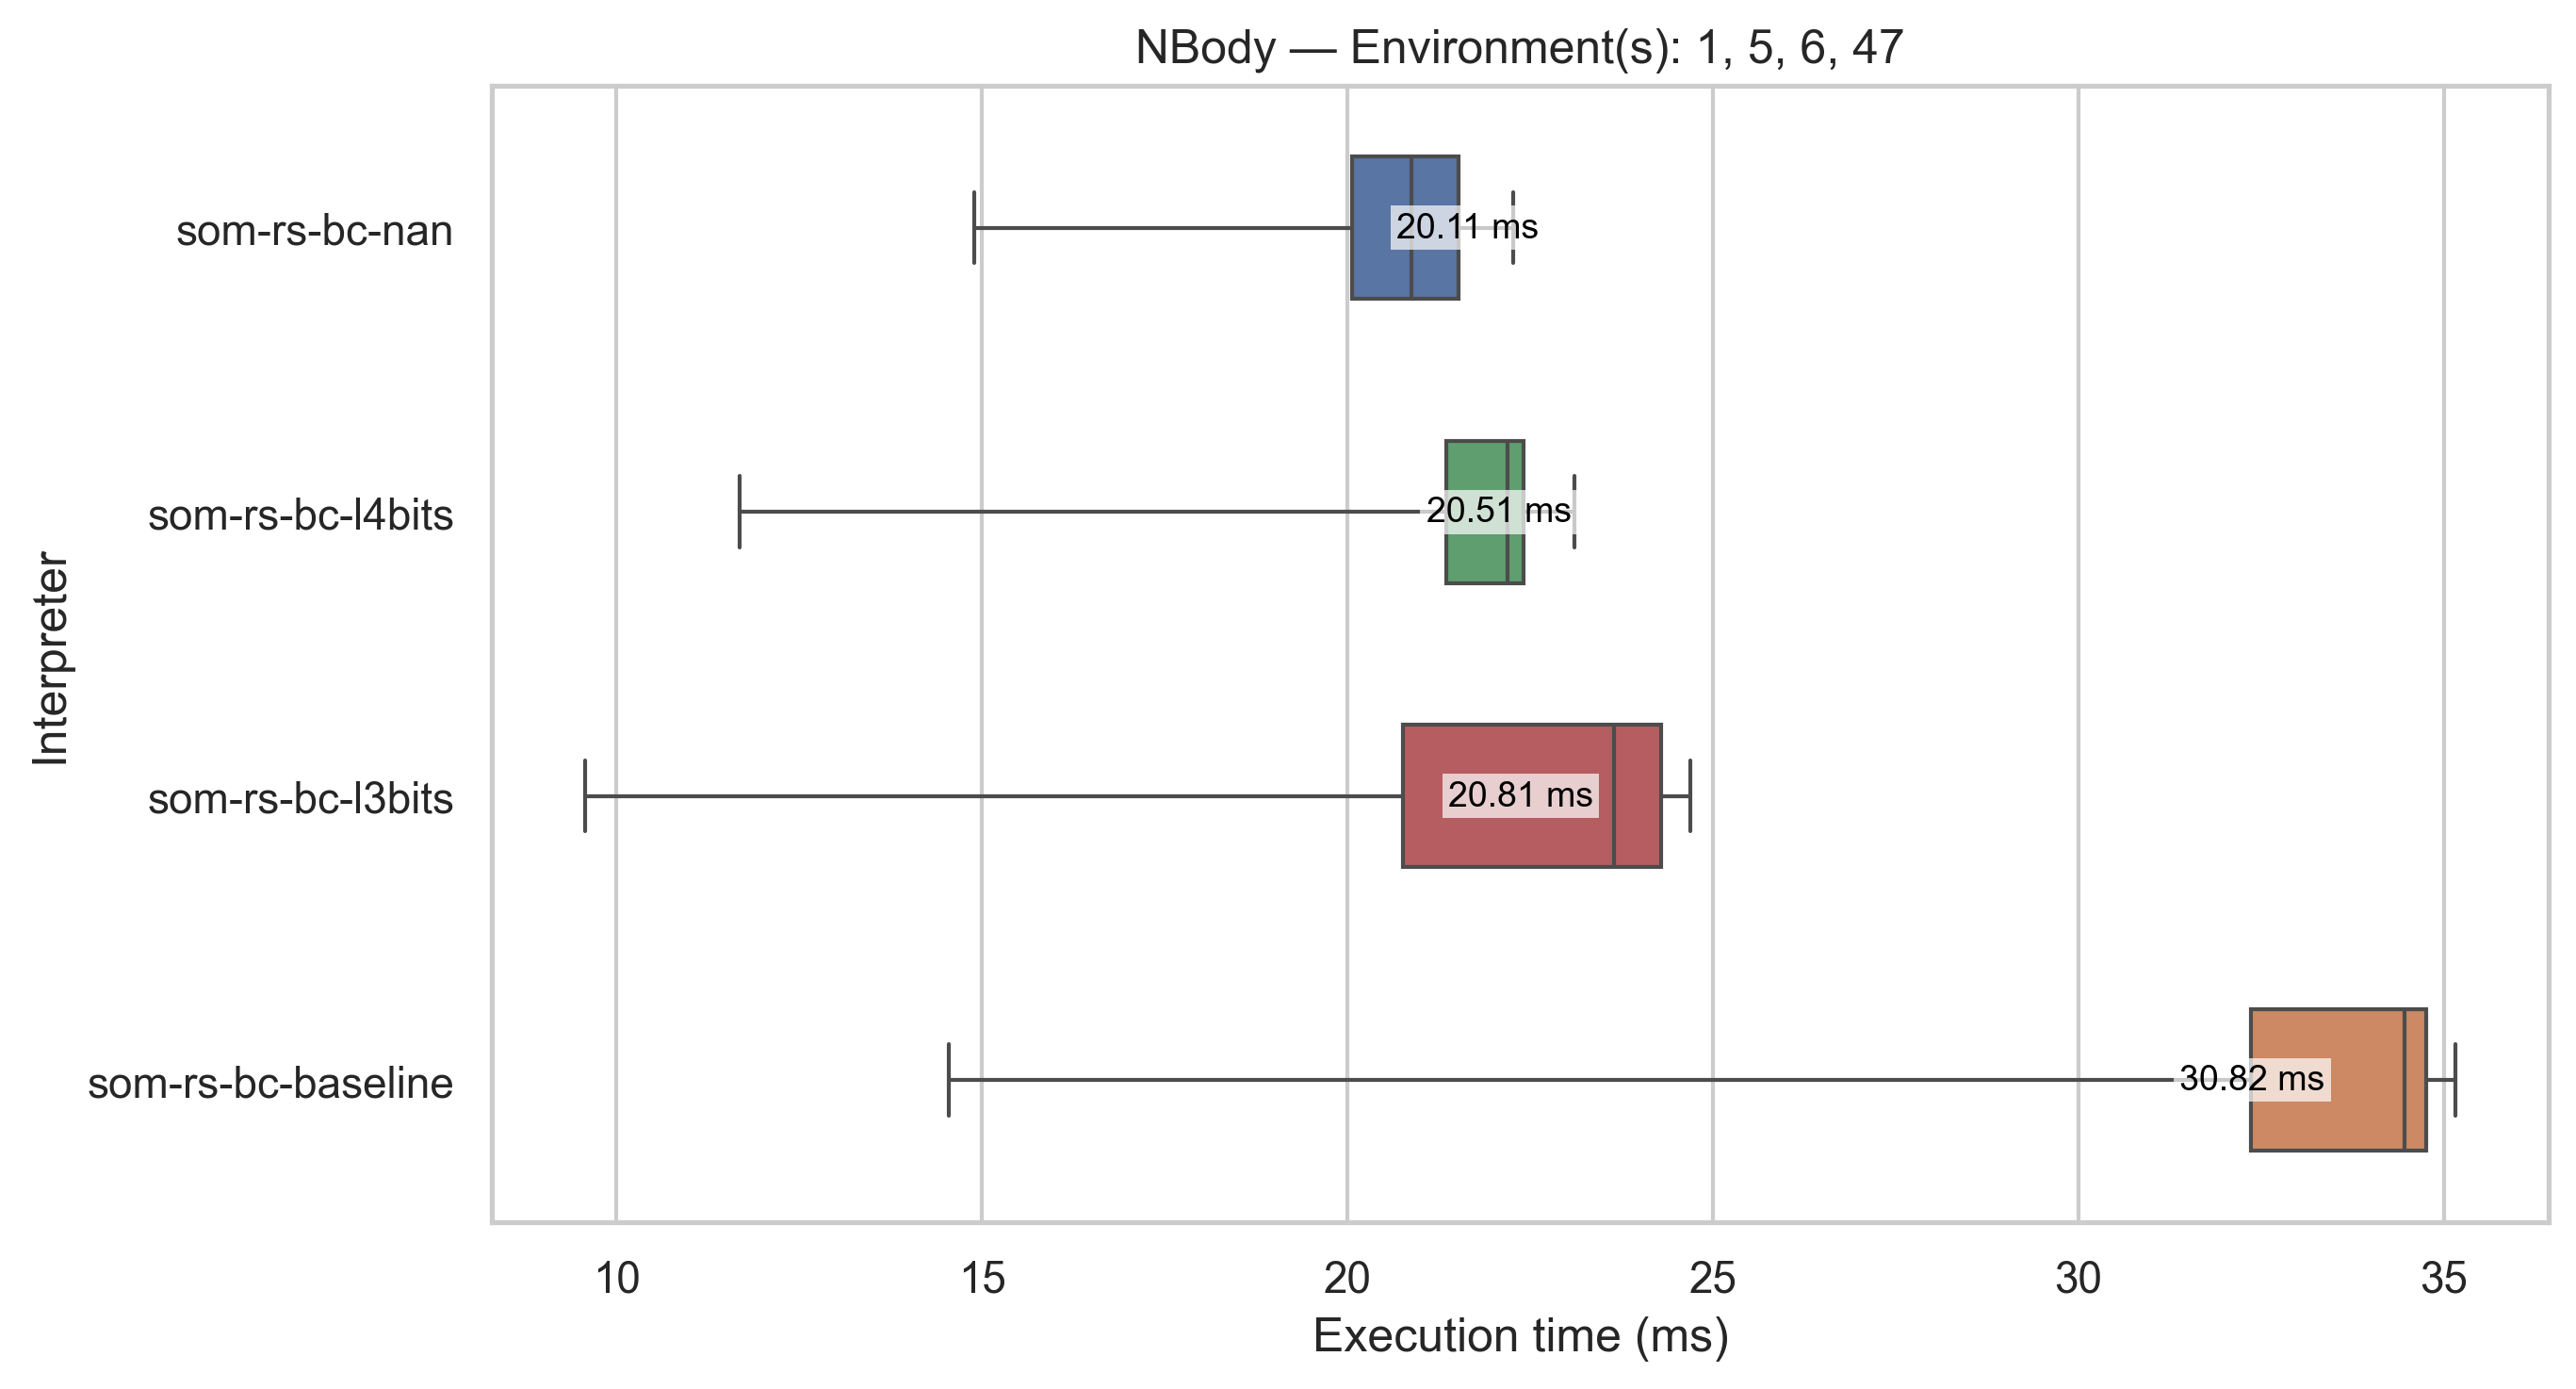 NBody — Environment(s): 1, 5, 6, 47
Interpreter
som-rs-bc-nan
20.11 ms
som-rs-bc-l4bits
20.51 ms
som-rs-bc-l3bits
20.81 ms
som-rs-bc-baseline
30.82 ms
10 15 20 25 30 35
Execution time (ms)